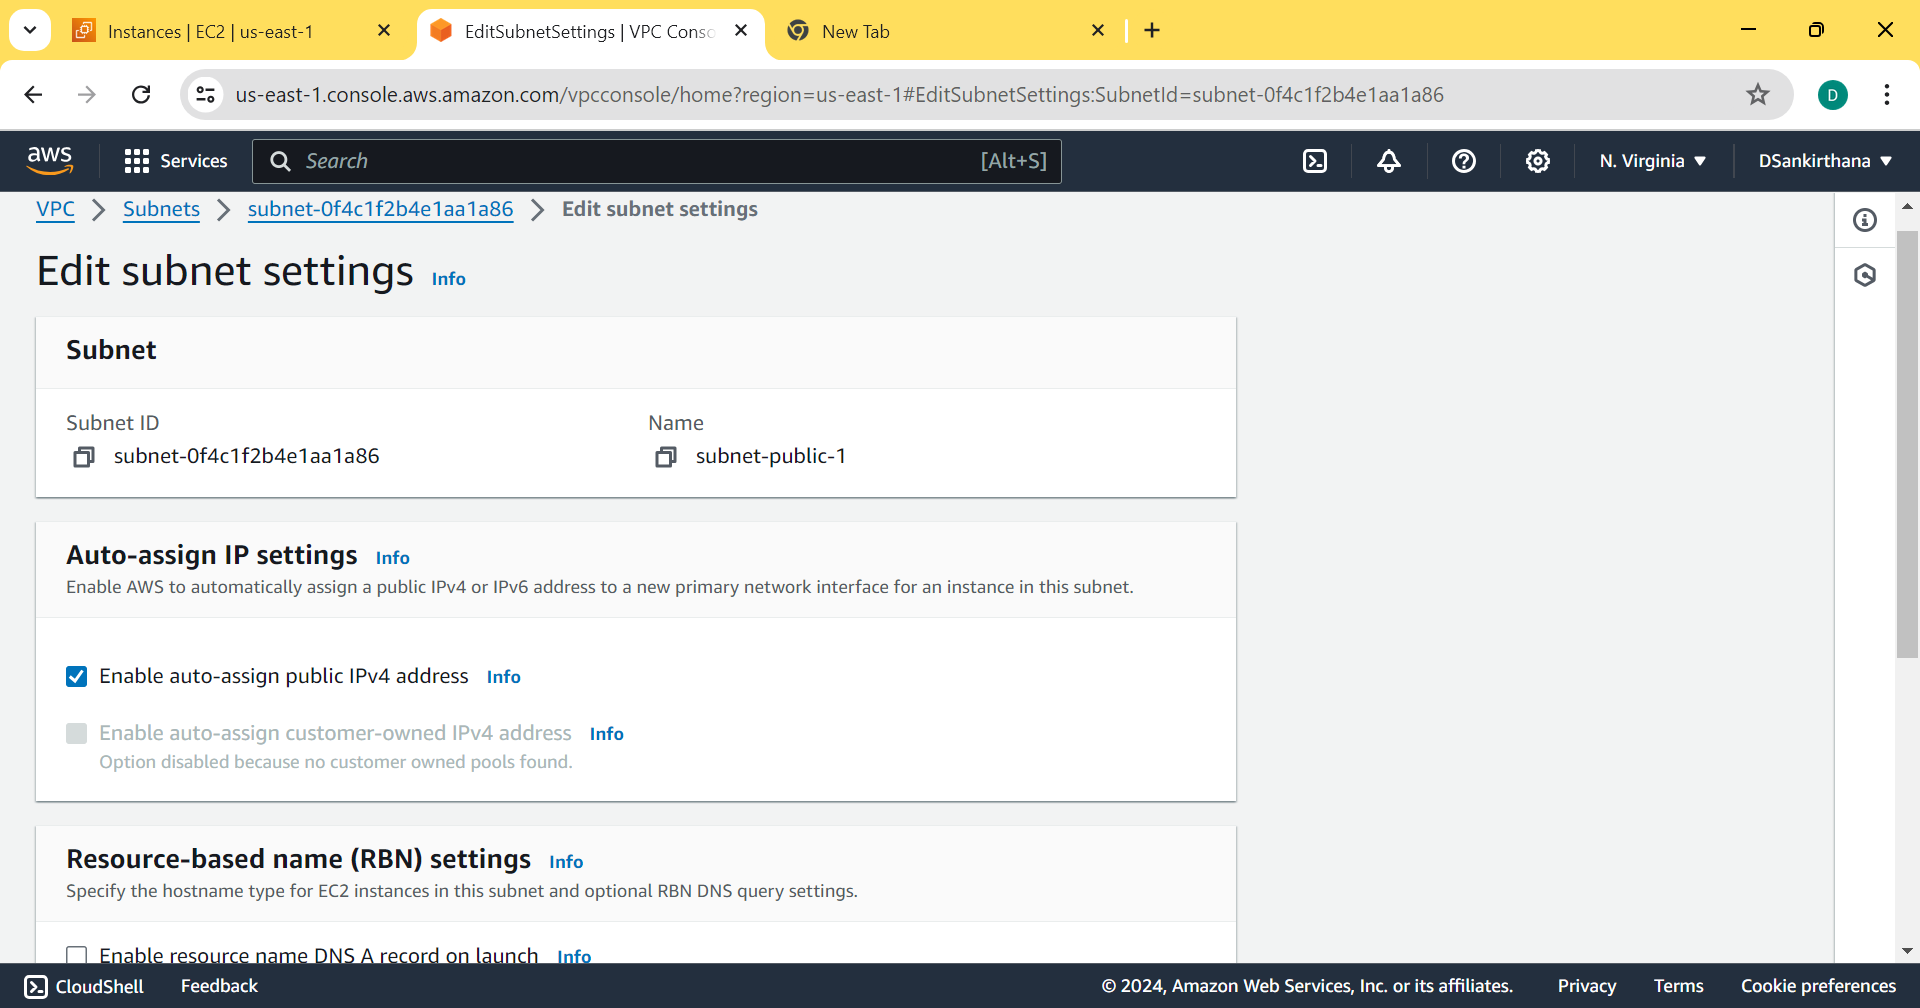 Instances | EC2 | us-east-1
EditSubnetSettings | VPC Conso
New Tab
us-east-1.console.aws.amazon.com/vpcconsole/home?region=us-east-1#EditSubnetSettings:SubnetId=subnet-0f4c1f2b4e1aa1a86
D
aws
Services
Search
[Alt+S]
N. Virginia
DSankirthana
VPC
Subnets
subnet-0f4c1f2b4e1aa1a86
Edit subnet settings
Edit subnet settings Info
Subnet
Subnet ID
subnet-0f4c1f2b4e1aa1a86
Name
subnet-public-1
Auto-assign IP settings Info
Enable AWS to automatically assign a public IPv4 or IPv6 address to a new primary network interface for an instance in this subnet.
Enable auto-assign public IPv4 address Info
Enable auto-assign customer-owned IPv4 address Info
Option disabled because no customer owned pools found.
Resource-based name (RBN) settings Info
Specify the hostname type for EC2 instances in this subnet and optional RBN DNS query settings.
Enable resource name DNS A record on launch Info
CloudShell
Feedback
© 2024, Amazon Web Services, Inc. or its affiliates.
Privacy
Terms
Cookie preferences